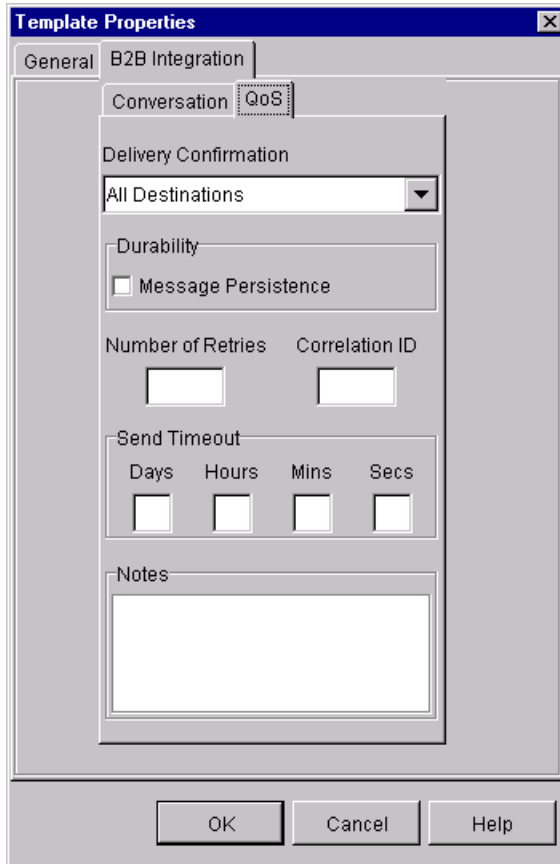 Template Properties
General B2B Integration
Conversation QoS
Delivery Confirmation
All Destinations
Durability
Message Persistence
Number of Retries Correlation ID
Send Timeout
Days Hours Mins Secs
Notes
OK Cancel Help